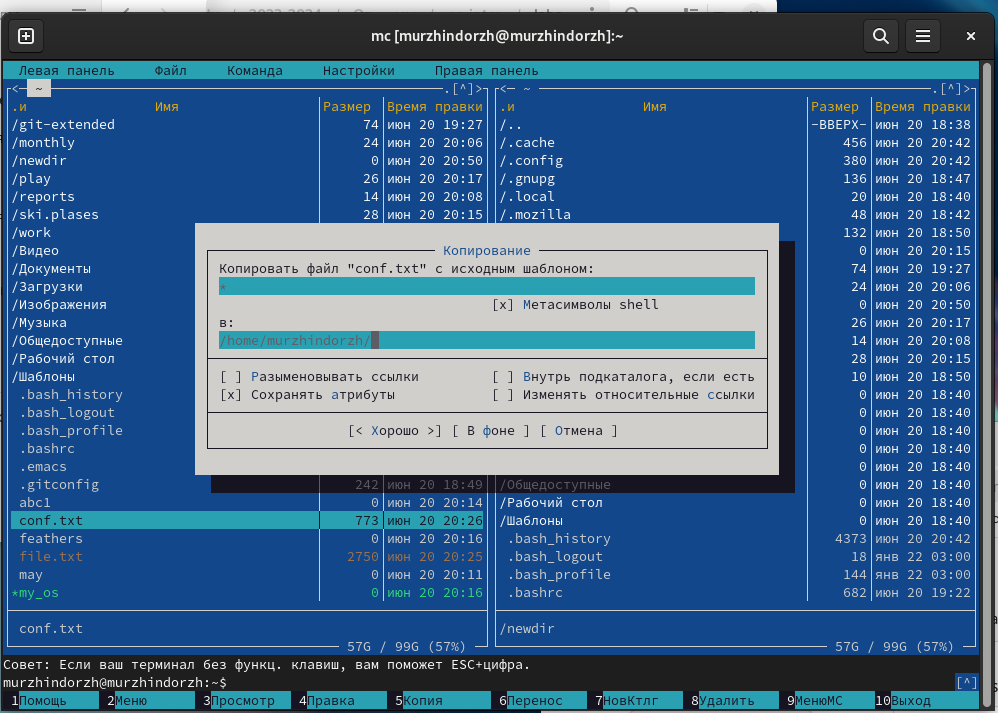 mc [murzhindorzh@murzhindorzh]:~
Левая панель Файл Команда Настройки Правая панель
<─ ~ .[^]> <─ ~ .[^]>
.и Имя Размер Время правки .и Имя Размер Время правки
/git-extended 74 июн 20 19:27 /.. -ВВЕРХ- июн 20 18:38
/monthly 24 июн 20 20:06 /.cache 456 июн 20 20:42
/newdir 0 июн 20 20:50 /.config 380 июн 20 20:42
/play 26 июн 20 20:17 /.gnupg 136 июн 20 18:47
/reports 14 июн 20 20:08 /.local 20 июн 20 18:40
/ski.plases 28 июн 20 20:15 /.mozilla 48 июн 20 18:42
/work 132 июн 20 18:50
/Видео Копирование 0 июн 20 20:15
/Документы Копировать файл "conf.txt" с исходным шаблоном: 74 июн 20 19:27
/Загрузки * 24 июн 20 20:06
/Изображения [x] Метасимволы shell 0 июн 20 20:50
/Музыка в: 26 июн 20 20:17
/Общедоступные /home/murzhindorzh/ 14 июн 20 20:08
/Рабочий стол 28 июн 20 20:15
/Шаблоны [ ] Разыменовывать ссылки [ ] Внутрь подкаталога, если есть 10 июн 20 18:50
.bash_history [x] Сохранять атрибуты [ ] Изменять относительные ссылки 0 июн 20 18:40
.bash_logout 0 июн 20 18:40
.bash_profile [< Хорошо >] [ В фоне ] [ Отмена ] 0 июн 20 18:40
.bashrc 0 июн 20 18:40
.emacs 0 июн 20 18:40
.gitconfig 242 июн 20 18:49 /Общедоступные 0 июн 20 18:40
abc1 0 июн 20 20:14 /Рабочий стол 0 июн 20 18:40
conf.txt 773 июн 20 20:26 /Шаблоны 0 июн 20 18:40
feathers 0 июн 20 20:16 .bash_history 4373 июн 20 20:42
file.txt 2750 июн 20 20:25 .bash_logout 18 янв 22 03:00
may 0 июн 20 20:11 .bash_profile 144 янв 22 03:00
*my_os 0 июн 20 20:16 .bashrc 682 июн 20 19:22
conf.txt /newdir
57G / 99G (57%) 57G / 99G (57%)
Совет: Если ваш терминал без функц. клавиш, вам поможет ESC+цифра.
murzhindorzh@murzhindorzh:~$ [^]
1Помощь 2Меню 3Просмотр 4Правка 5Копия 6Перенос 7НовКтлг 8Удалить 9МенюМС 10Выход